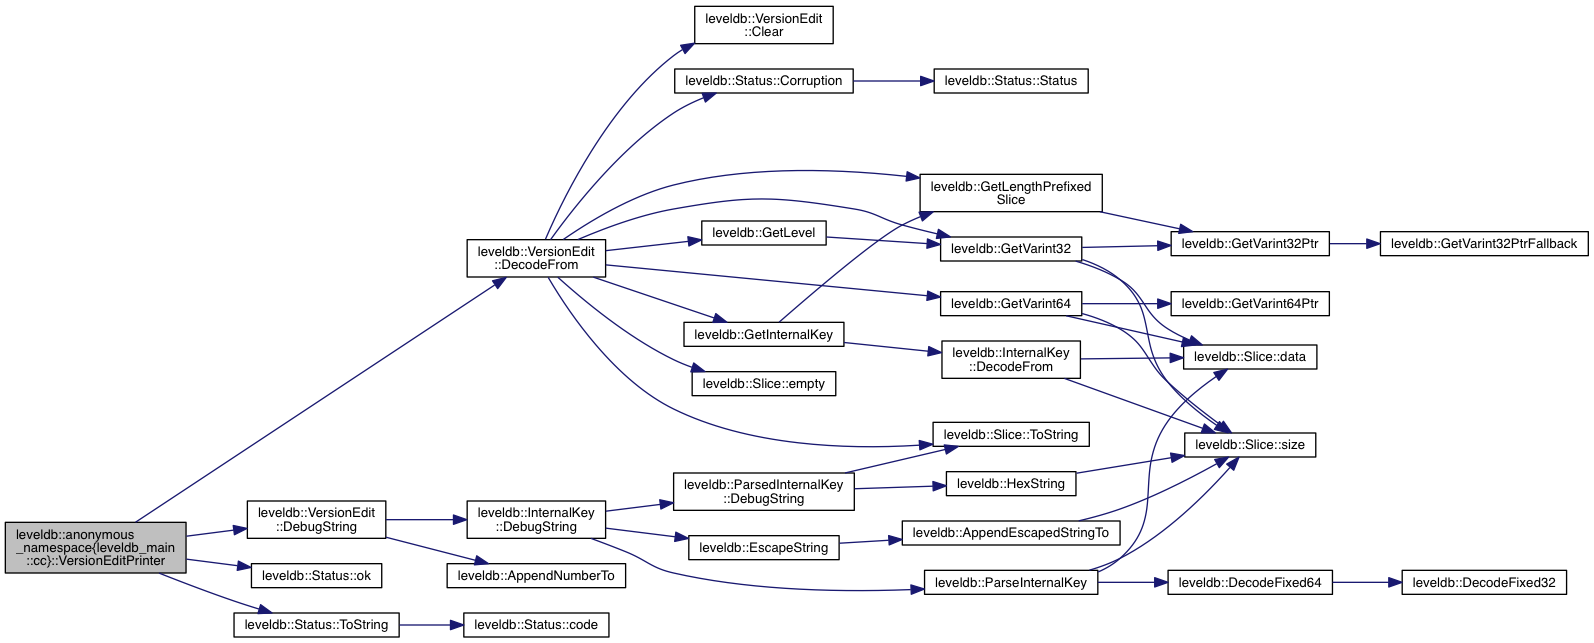 leveldb::VersionEdit
::Clear
leveldb::Status::Corruption
leveldb::Status::Status
leveldb::GetLengthPrefixed
Slice
leveldb::GetLevel
leveldb::VersionEdit
::DecodeFrom
leveldb::GetVarint32
leveldb::GetVarint32Ptr
leveldb::GetVarint32PtrFallback
leveldb::GetVarint64
leveldb::GetVarint64Ptr
leveldb::GetInternalKey
leveldb::InternalKey
::DecodeFrom
leveldb::Slice::data
leveldb::Slice::empty
leveldb::Slice::ToString
leveldb::Slice::size
leveldb::ParsedInternalKey
::DebugString
leveldb::HexString
leveldb::VersionEdit
::DebugString
leveldb::InternalKey
::DebugString
leveldb::anonymous
_namespace{leveldb_main
::cc}::VersionEditPrinter
leveldb::EscapeString
leveldb::AppendEscapedStringTo
leveldb::Status::ok
leveldb::AppendNumberTo
leveldb::ParseInternalKey
leveldb::DecodeFixed64
leveldb::DecodeFixed32
leveldb::Status::ToString
leveldb::Status::code